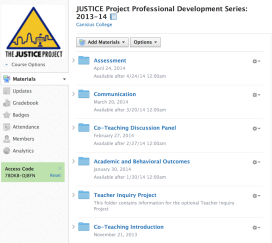 JUSTICE Project Professional Development Series:
2013-14
Canisius College
THE JUSTICE PROJECT
Course Options
Materials
Updates
Gradebook
Badges
Attendance
Members
Analytics
Access Code
Reset
Add Materials
Options
Assessment
April 24, 2014
Available after 4/24/14 12:00am
Communication
March 20, 2014
Available after 3/20/14 12:00am
Co-Teaching Discussion Panel
February 27, 2014
Available after 2/27/14 12:00am
Academic and Behavioral Outcomes
January 30, 2014
Available after 1/30/14 12:00am
Teacher Inquiry Project
This folder contains information for the optional Teacher Inquiry
Project
Co-Teaching Introduction
November 21, 2013